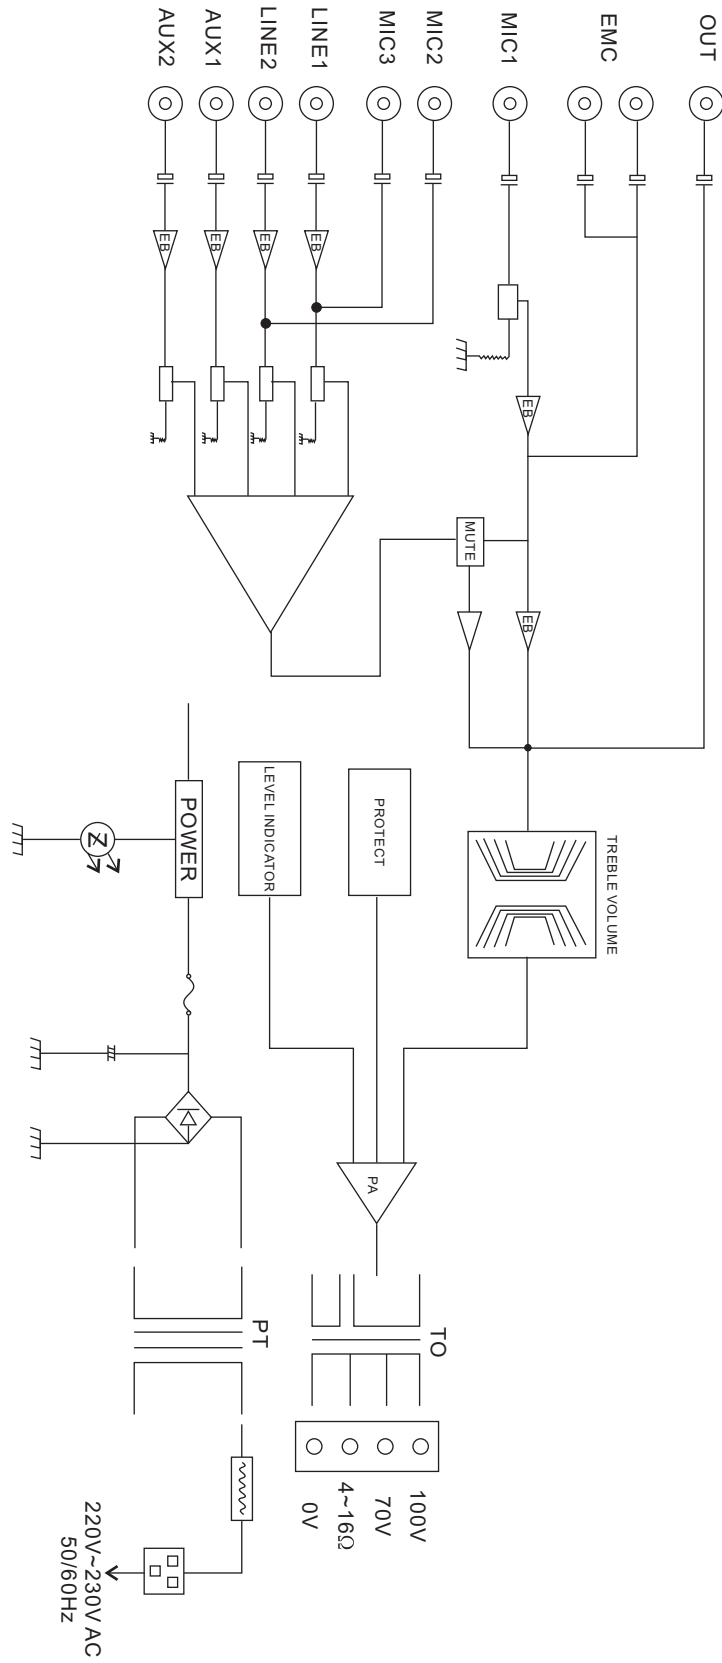 OUT
EMC
MIC1
MIC2
MIC3
LINE1
LINE2
AUX1
AUX2
EB
EB
EB
EB
EB
MUTE
EB
TREBLE VOLUME
PROTECT
LEVEL INDICATOR
POWER
Z
PA
TO
PT
100V
70V
4~16Ω
0V
220V~230V AC
50/60Hz